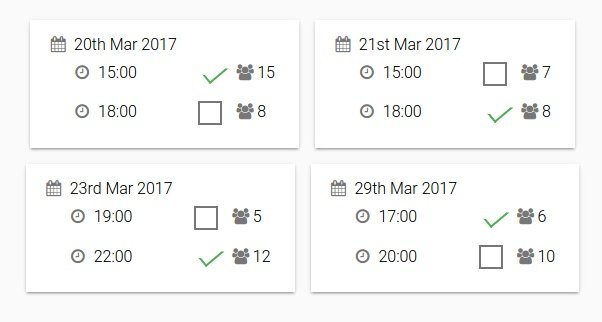 20th Mar 2017
15:00 15
18:00 8
21st Mar 2017
15:00 7
18:00 8
23rd Mar 2017
19:00 5
22:00 12
29th Mar 2017
17:00 6
20:00 10